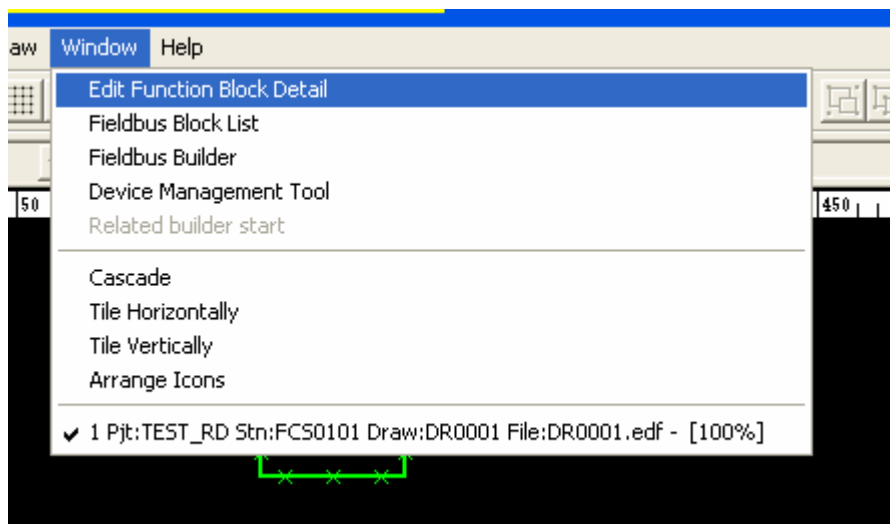 aw Window Help
Edit Function Block Detail
Fieldbus Block List
Fieldbus Builder
Device Management Tool
Related builder start
50
450
Cascade
Tile Horizontally
Tile Vertically
Arrange Icons
✔ 1 Pjt:TEST_RD Stn:FCS0101 Draw:DR0001 File:DR0001.edf - [100%]